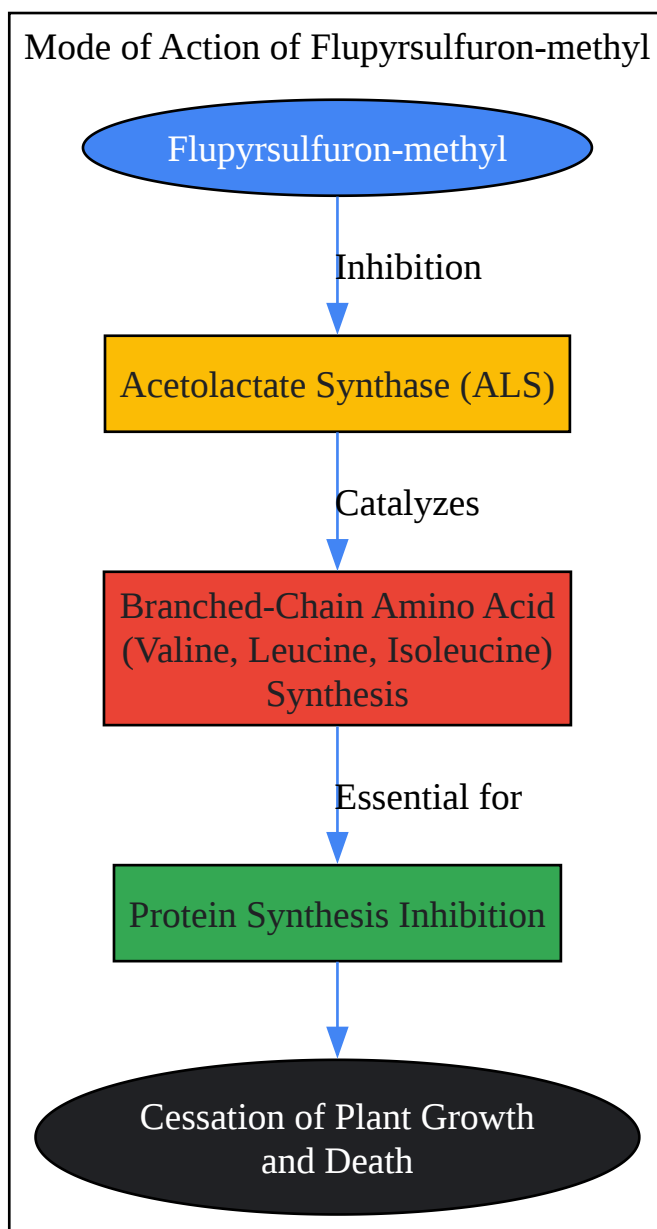 Mode of Action of Flupyrsulfuron-methyl
Flupyrsulfuron-methyl
Inhibition
Acetolactate Synthase (ALS)
Catalyzes
Branched-Chain Amino Acid
(Valine, Leucine, Isoleucine)
Synthesis
Essential for
Protein Synthesis Inhibition
Cessation of Plant Growth
and Death